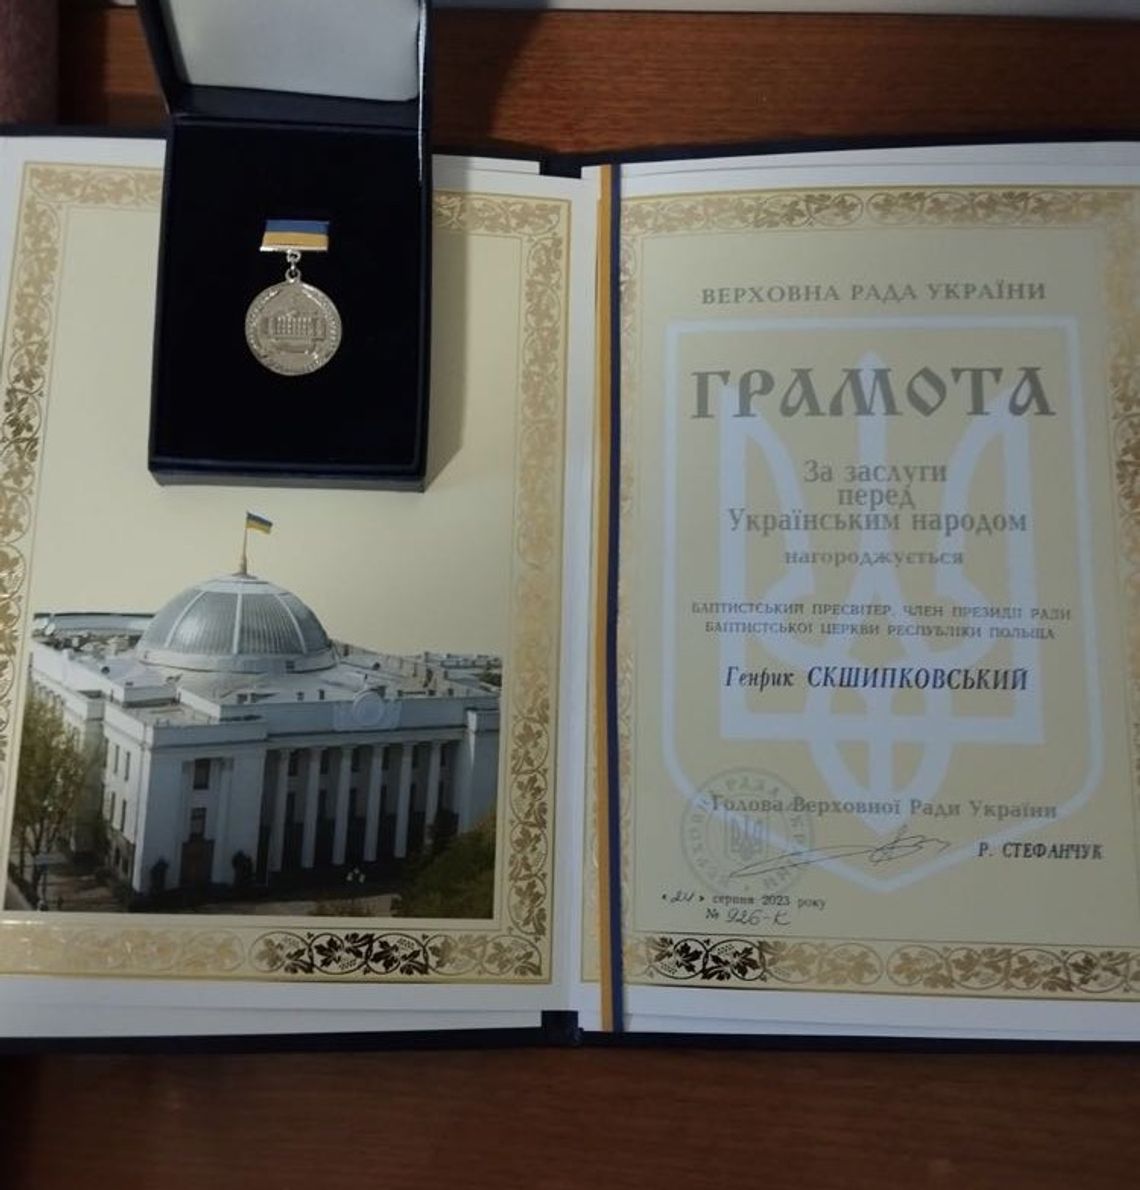 ВЕРХОВНА РАДА УКРАЇНИ
ГРАМОТА
За заслуги
перед
Українським народом
нагороджується
БАПТИСТСЬКИЙ ПРЕСВІТЕР, ЧЛЕН ПРЕЗИДІЇ РАДИ
БАПТИСТСЬКОЇ ЦЕРКВИ РЕСПУБЛІКИ ПОЛЬЩА
Генрик СКШИПКОВСЬКИЙ
Голова Верховної Ради України
Р. СТЕФАНЧУК
«24» серпня 2023 року
№ 926-К